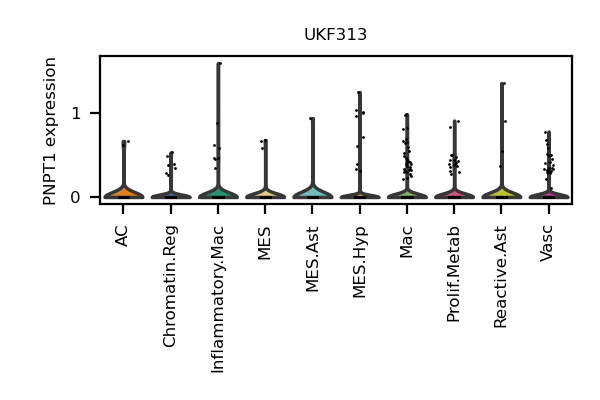 UKF313
PNPT1 expression
1
0
AC
Chromatin.Reg
Inflammatory.Mac
MES
MES.Ast
MES.Hyp
Mac
Prolif.Metab
Reactive.Ast
Vasc